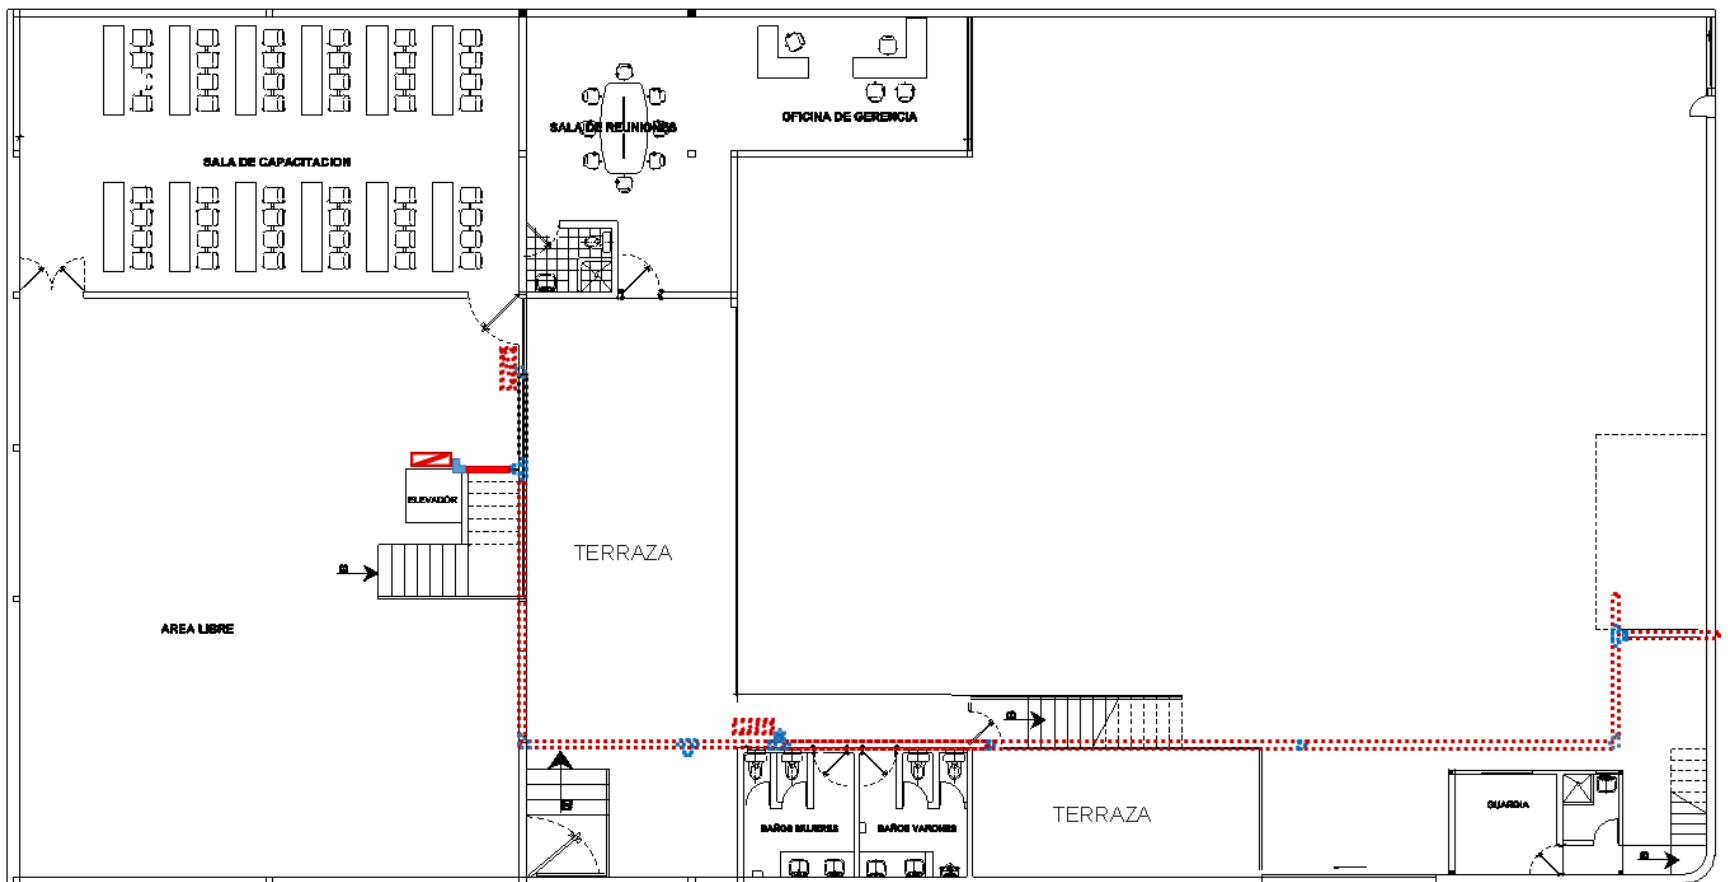 OFICINA DE GERENCIA
SALA DE REUNIONES
SALA DE CAPACITACION
ELEVADOR
TERRAZA
B
AREA LIBRE
B
B
TERRAZA
GUARDIA
BAÑOS MUJERES
BAÑOS VARONES
B